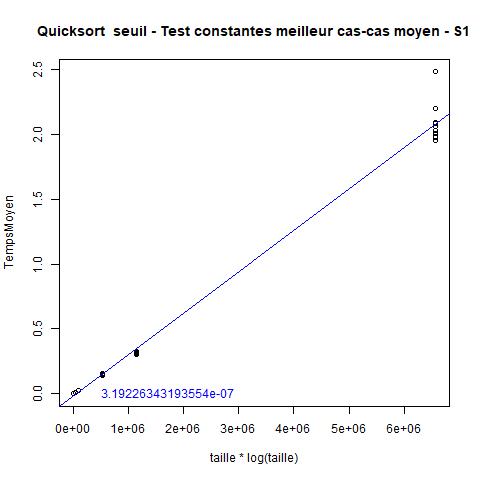 Quicksort  seuil - Test constantes meilleur cas-cas moyen - S1
2.5
2.0
1.5
1.0
0.5
0.0
TempsMoyen
3.19226343193554e-07
0e+00 1e+06 2e+06 3e+06 4e+06 5e+06 6e+06
taille * log(taille)